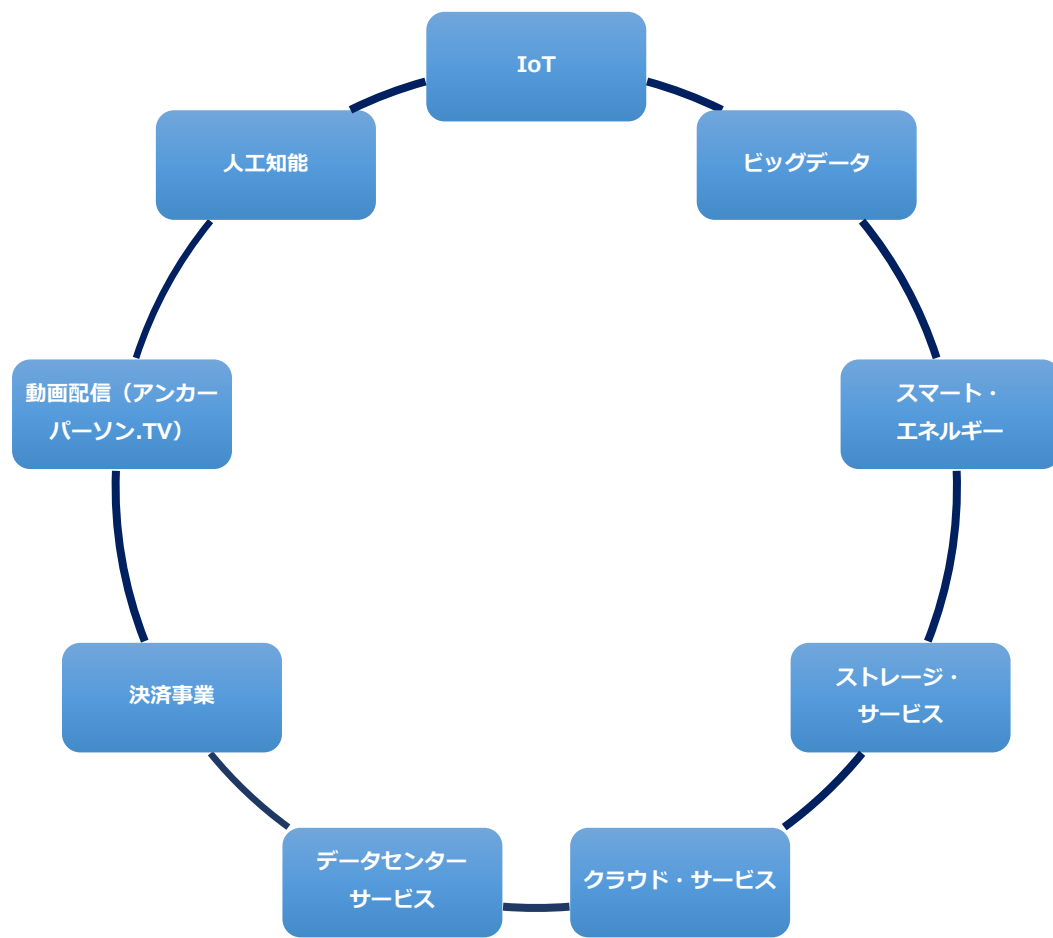 IoT
ビッグデータ
スマート・
エネルギー
ストレージ・
サービス
クラウド・サービス
データセンター
サービス
決済事業
動画配信（アンカー
パーソン.TV）
人工知能